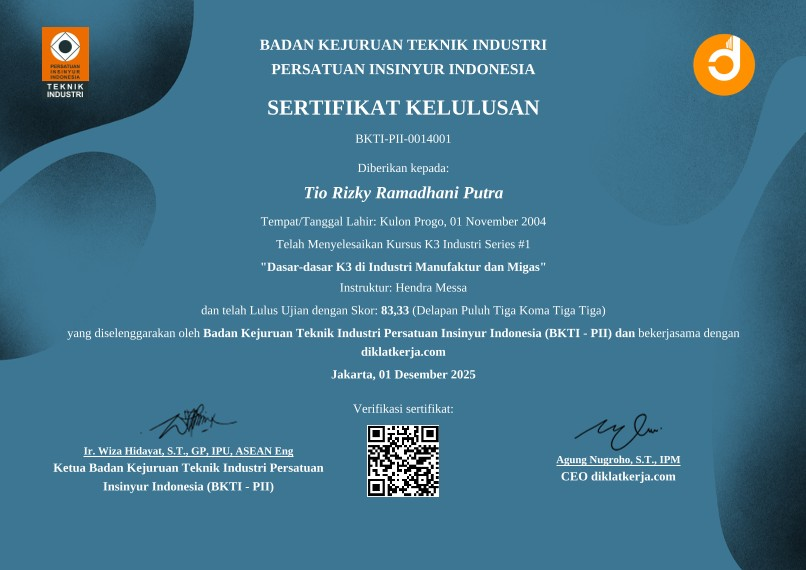 PERSATUAN
INSINYUR
INDONESIA
TEKNIK
INDUSTRI
BADAN KEJURUAN TEKNIK INDUSTRI
PERSATUAN INSINYUR INDONESIA
SERTIFIKAT KELULUSAN
BKTI-PII-0014001
Diberikan kepada:
Tio Rizky Ramadhani Putra
Tempat/Tanggal Lahir: Kulon Progo, 01 November 2004
Telah Menyelesaikan Kursus K3 Industri Series #1
"Dasar-dasar K3 di Industri Manufaktur dan Migas"
Instruktur: Hendra Messa
dan telah Lulus Ujian dengan Skor: 83,33 (Delapan Puluh Tiga Koma Tiga Tiga)
yang diselenggarakan oleh Badan Kejuruan Teknik Industri Persatuan Insinyur Indonesia (BKTI - PII) dan bekerjasama dengan
diklatkerja.com
Jakarta, 01 Desember 2025
Verifikasi sertifikat:
Ir. Wiza Hidayat, S.T., GP, IPU, ASEAN Eng
Ketua Badan Kejuruan Teknik Industri Persatuan
Insinyur Indonesia (BKTI - PII)
Agung Nugroho, S.T., IPM
CEO diklatkerja.com